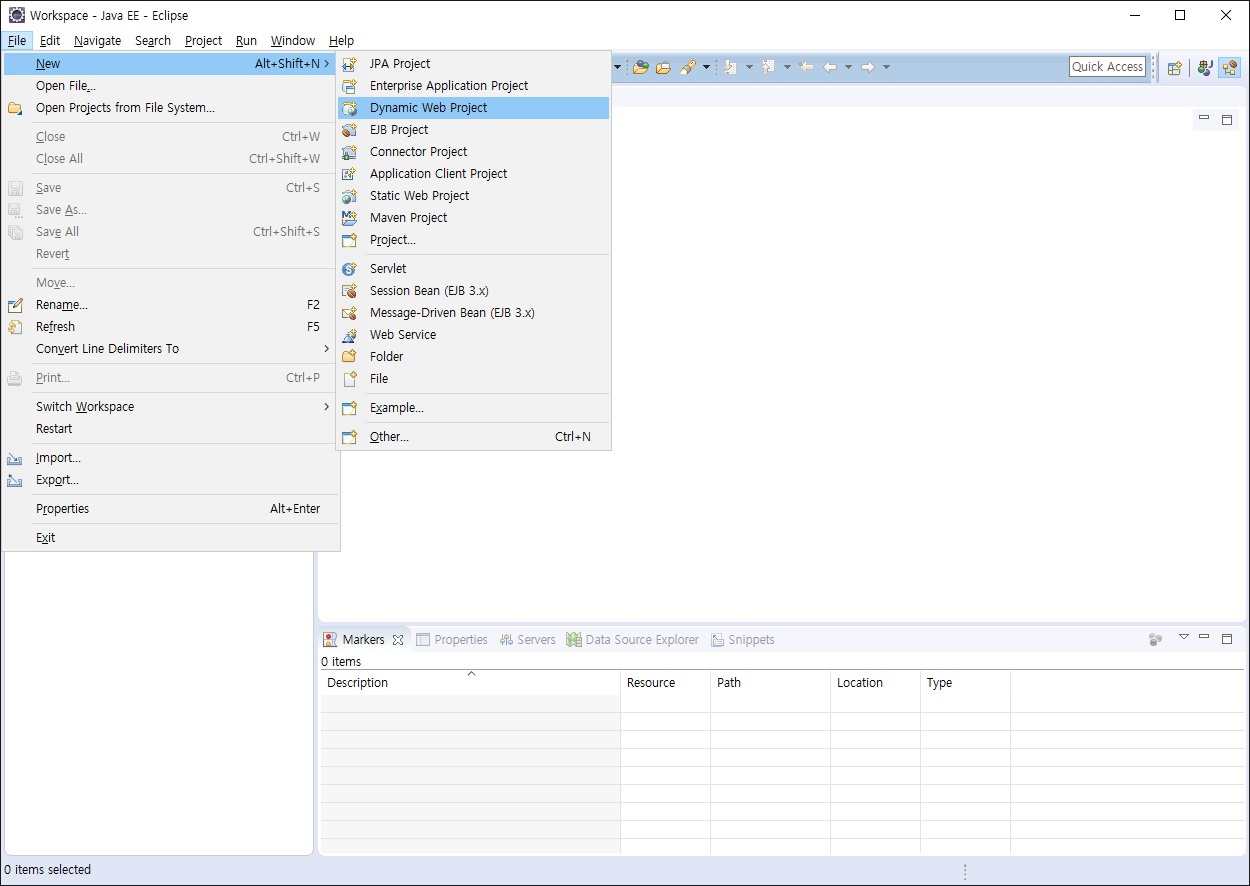 Workspace - Java EE - Eclipse
File Edit Navigate Search Project Run Window Help
New Alt+Shift+N
Open File...
Open Projects from File System...
Close Ctrl+W
Close All Ctrl+Shift+W
Save Ctrl+S
Save As...
Save All Ctrl+Shift+S
Revert
Move...
Rename... F2
Refresh F5
Convert Line Delimiters To
Print... Ctrl+P
Switch Workspace
Restart
Import...
Export...
Properties Alt+Enter
Exit
JPA Project
Enterprise Application Project
Dynamic Web Project
EJB Project
Connector Project
Application Client Project
Static Web Project
Maven Project
Project...
Servlet
Session Bean (EJB 3.x)
Message-Driven Bean (EJB 3.x)
Web Service
Folder
File
Example...
Other... Ctrl+N
Quick Access
Markers Properties Servers Data Source Explorer Snippets
0 items
Description Resource Path Location Type
0 items selected